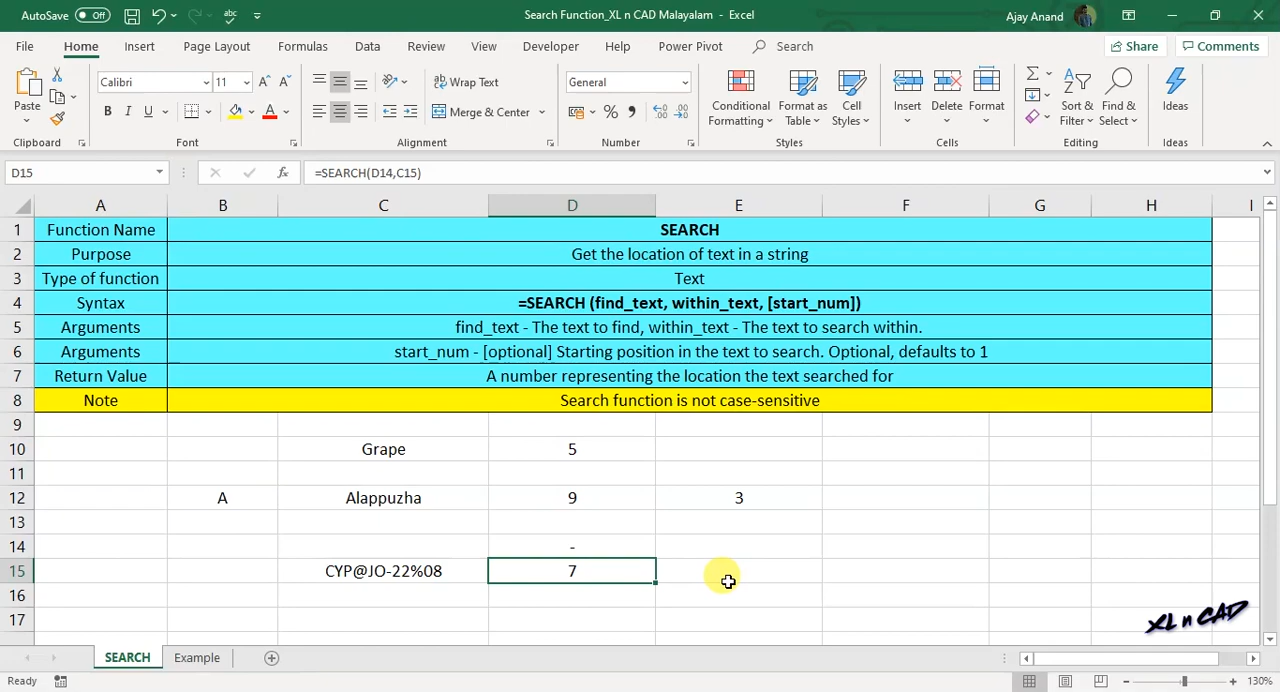 AutoSave Off
Search Function_XL n CAD Malayalam - Excel
Ajay Anand
File Home Insert Page Layout Formulas Data Review View Developer Help Power Pivot Search Share Comments
Paste
Calibri 11
Wrap Text
General
Merge & Center
Conditional Formatting
Format as Table
Cell Styles
Insert Delete Format
Sort & Filter
Find & Select
Ideas
Clipboard Font Alignment Number Styles Cells Editing Ideas
D15 fx =SEARCH(D14,C15)
A B C D E F G H I
1 Function Name SEARCH
2 Purpose Get the location of text in a string
3 Type of function Text
4 Syntax =SEARCH (find_text, within_text, [start_num])
5 Arguments find_text - The text to find, within_text - The text to search within.
6 Arguments start_num - [optional] Starting position in the text to search. Optional, defaults to 1
7 Return Value A number representing the location the text searched for
8 Note Search function is not case-sensitive
9
10 Grape 5
11
12 A Alappuzha 9 3
13
14 -
15 CYP@JO-22%08 7
16
17
XL n CAD
SEARCH Example
Ready 130%